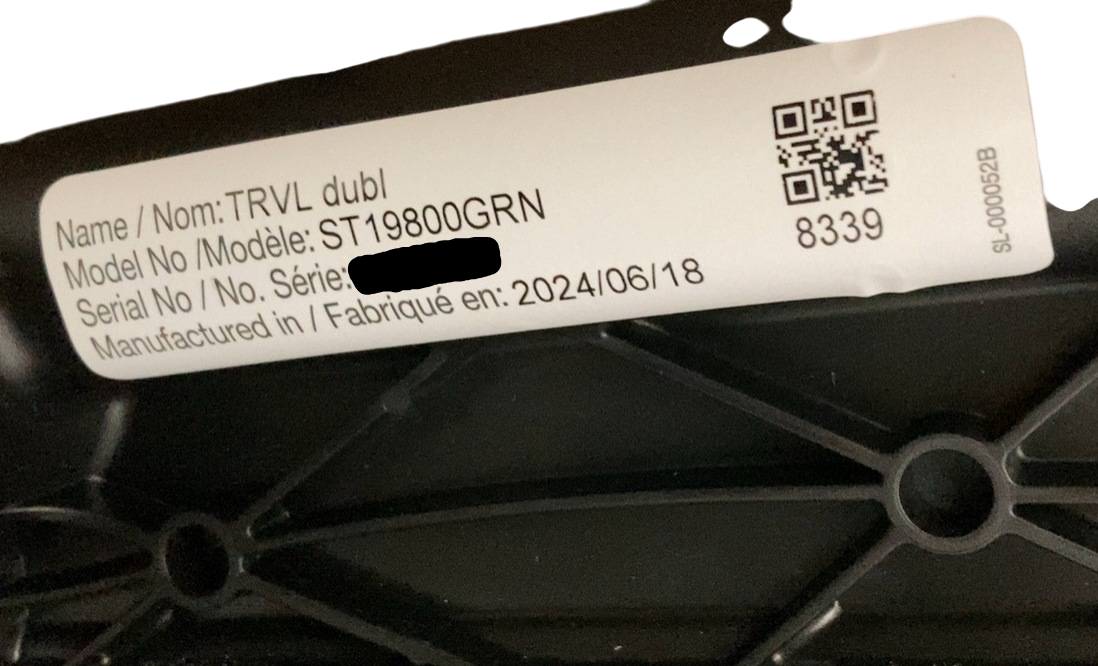 Name / Nom: TRVL dubl
Model No /Modèle: ST19800GRN
Serial No / No. Série:
Manufactured in / Fabriqué en: 2024/06/18
8339
SL-000052B